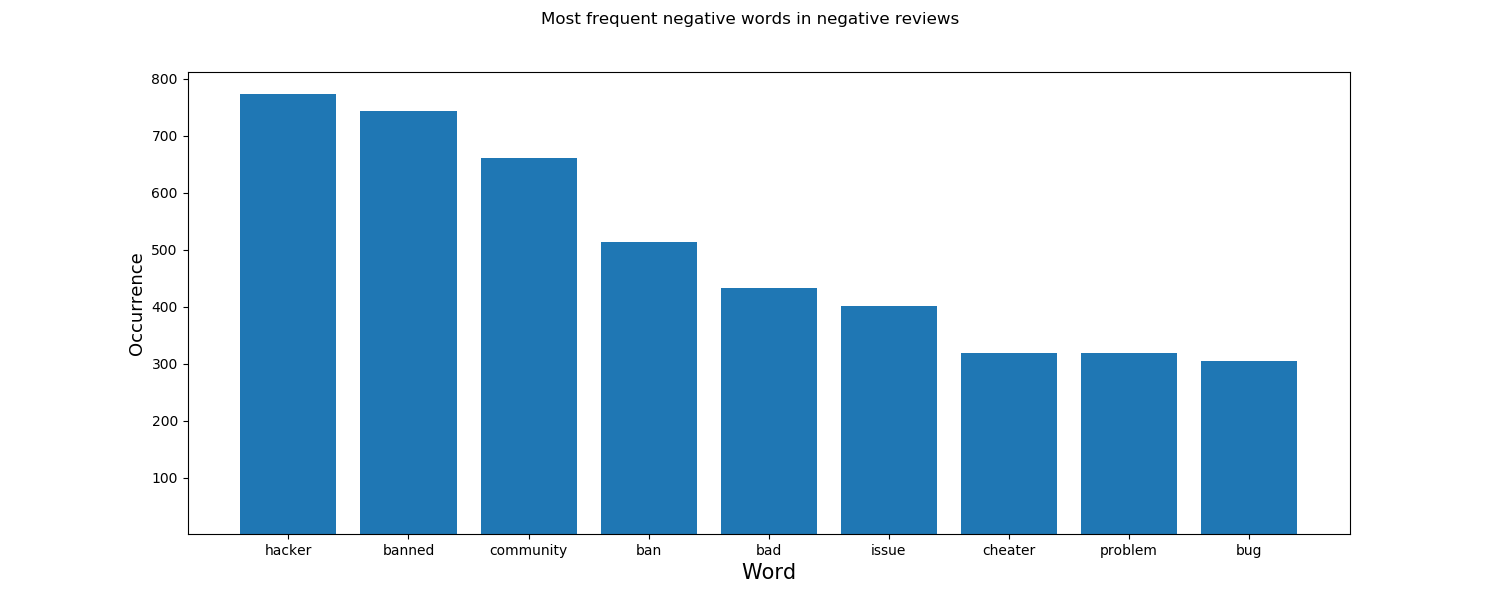 Most frequent negative words in negative reviews
800
700
600
500
400
300
200
100
Occurrence
hacker banned community ban bad issue cheater problem bug
Word